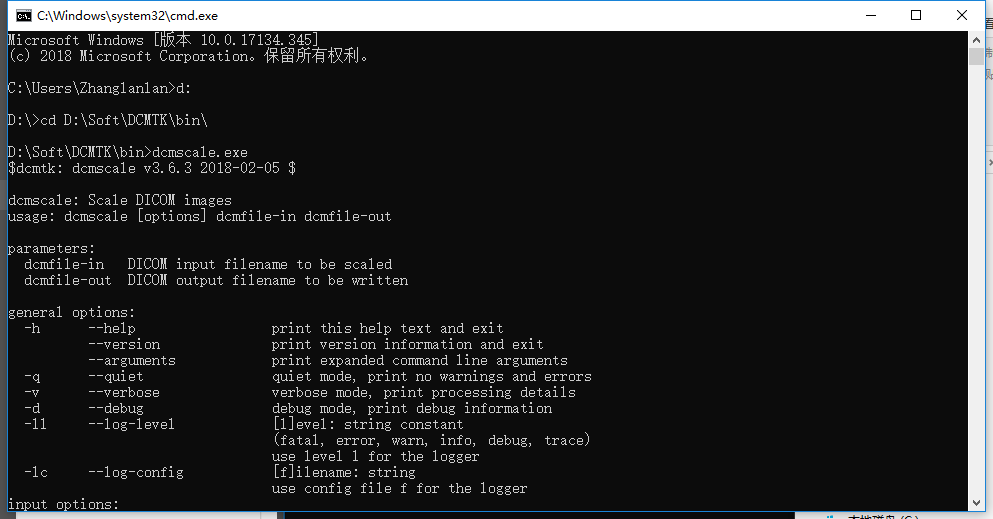 C:\Windows\system32\cmd.exe
Microsoft Windows [版本 10.0.17134.345]
(c) 2018 Microsoft Corporation。保留所有权利。
C:\Users\Zhanglanlan>d:
D:\>cd D:\Soft\DCMTK\bin\
D:\Soft\DCMTK\bin>dcmscale.exe
$dcmtk: dcmscale v3.6.3 2018-02-05 $
dcmscale: Scale DICOM images
usage: dcmscale [options] dcmfile-in dcmfile-out
parameters:
dcmfile-in DICOM input filename to be scaled
dcmfile-out DICOM output filename to be written
general options:
-h --help print this help text and exit
--version print version information and exit
--arguments print expanded command line arguments
-q --quiet quiet mode, print no warnings and errors
-v --verbose verbose mode, print processing details
-d --debug debug mode, print debug information
-ll --log-level [l]evel: string constant
(fatal, error, warn, info, debug, trace)
use level l for the logger
-lc --log-config [f]ilename: string
use config file f for the logger
input options: